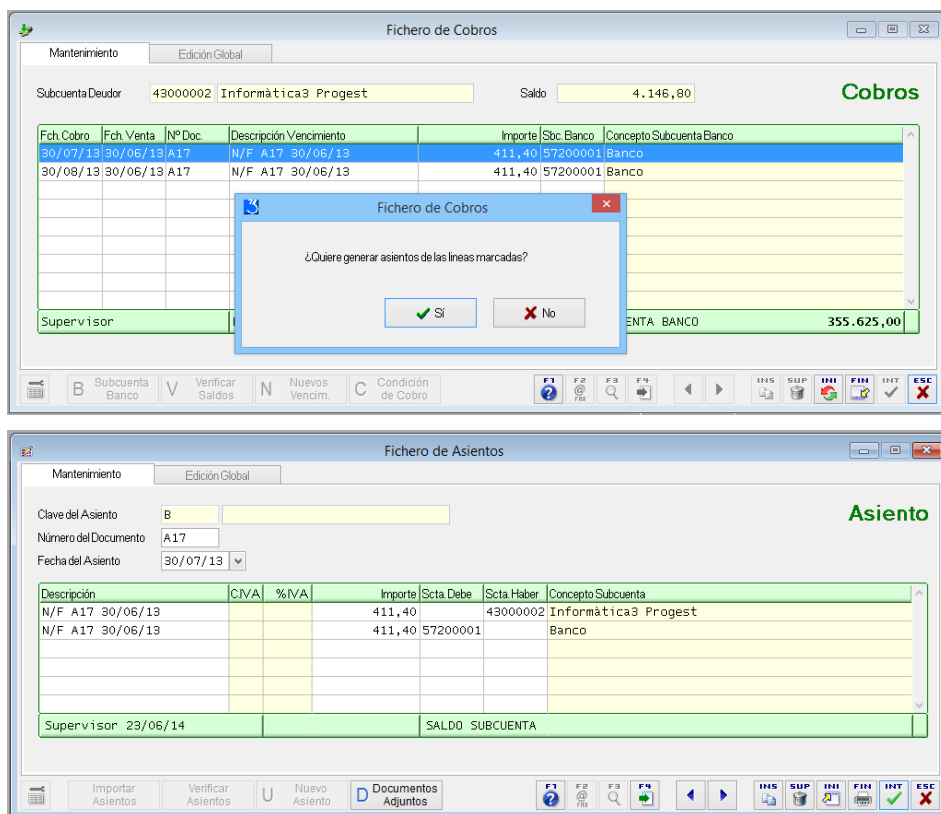 Fichero de Cobros
Mantenimiento Edición Global
Subcuenta Deudor 43000002 Informàtica3 Progest Saldo 4.146,80 Cobros
Fch. Cobro Fch. Venta Nº Doc. Descripción Vencimiento Importe Sbc. Banco Concepto Subcuenta Banco
30/07/13 30/06/13 A17 N/F A17 30/06/13 411,40 57200001 Banco
30/08/13 30/06/13 A17 N/F A17 30/06/13 411,40 57200001 Banco
Fichero de Cobros
¿Quiere generar asientos de las lineas marcadas?
Sí No
Supervisor ENTA BANCO 355.625,00
B Subcuenta Banco V Verificar Saldos N Nuevos Vencim. C Condición de Cobro F1 F2 @ FRE F3 F4 INS SUP INI FIN INT ESC
Fichero de Asientos
Mantenimiento Edición Global
Clave del Asiento B Asiento
Número del Documento A17
Fecha del Asiento 30/07/13
Descripción C.IVA %IVA Importe Scta. Debe Scta. Haber Concepto Subcuenta
N/F A17 30/06/13 411,40 43000002 Informàtica3 Progest
N/F A17 30/06/13 411,40 57200001 Banco
Supervisor 23/06/14 SALDO SUBCUENTA
Importar Asientos Verificar Asientos U Nuevo Asiento D Documentos Adjuntos F1 F2 @ FRE F3 F4 INS SUP INI FIN INT ESC